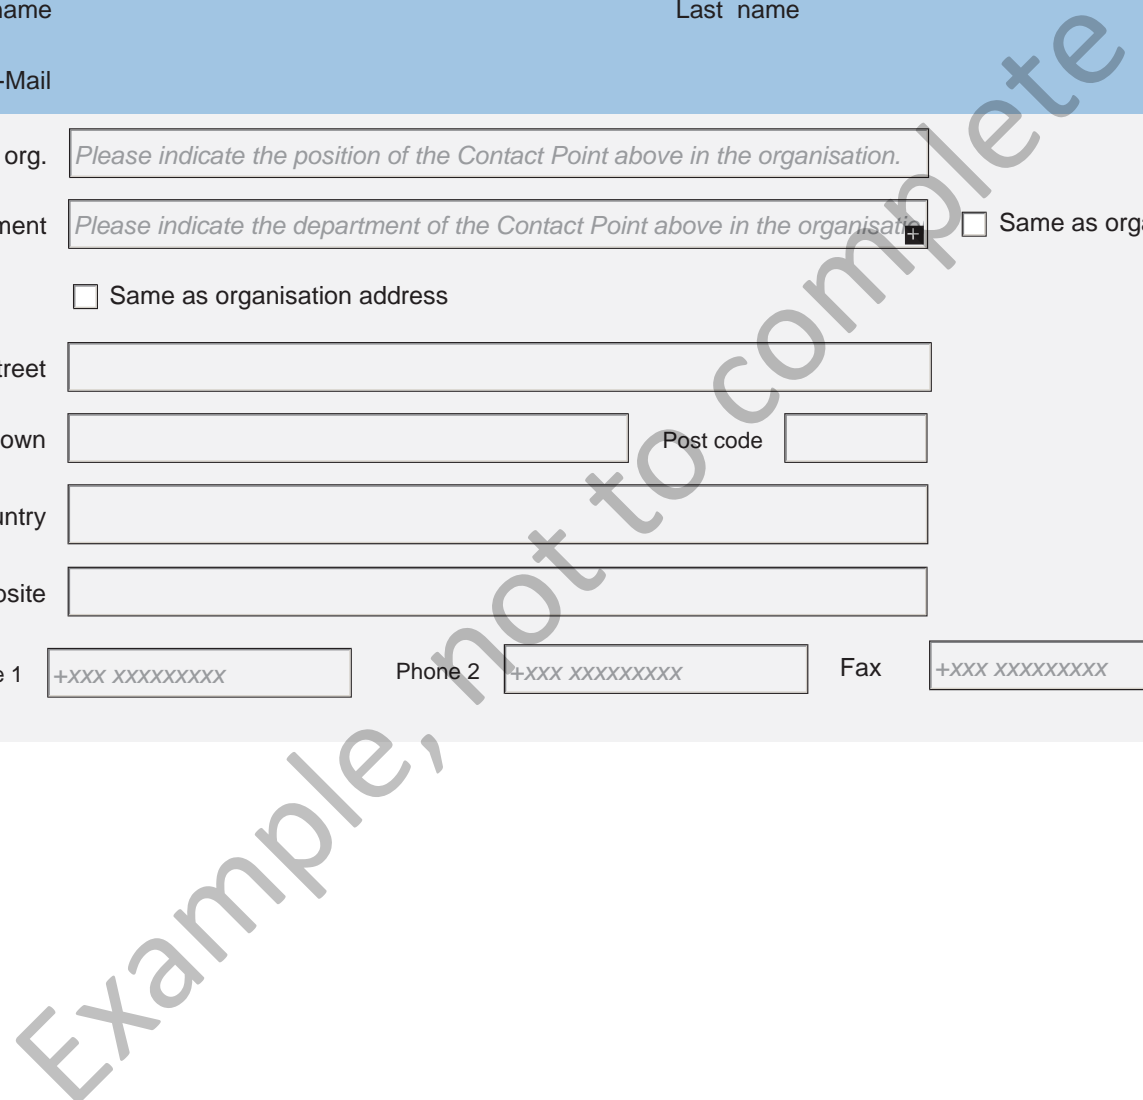 name Last name
-Mail
org. Please indicate the position of the Contact Point above in the organisation.
ment Please indicate the department of the Contact Point above in the organisati + Same as orga
Same as organisation address
treet
own Post code
untry
osite
e 1 +xxx xxxxxxxxx Phone 2 +xxx xxxxxxxxx Fax +xxx xxxxxxxxx
Example, not to complete